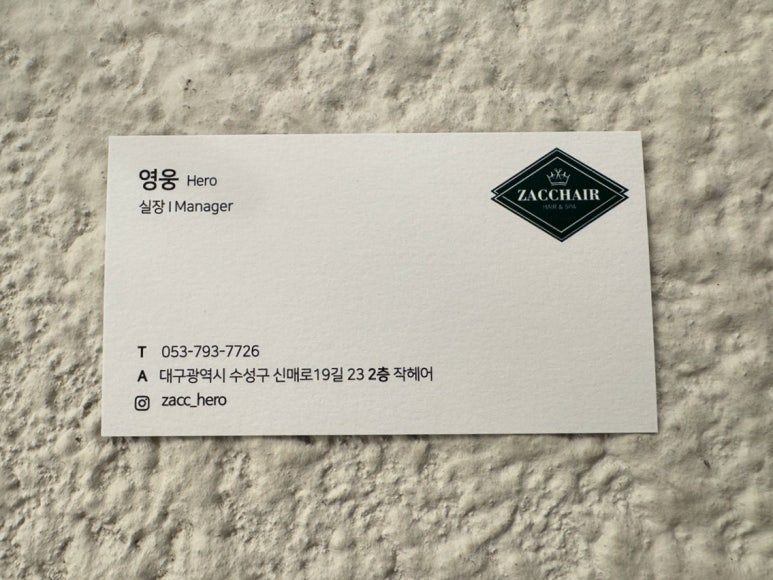 영웅 Hero
실장 I Manager
ZACCHAIR
HAIR & SPA
T 053-793-7726
A 대구광역시 수성구 신매로19길 23 2층 작헤어
zacc_hero